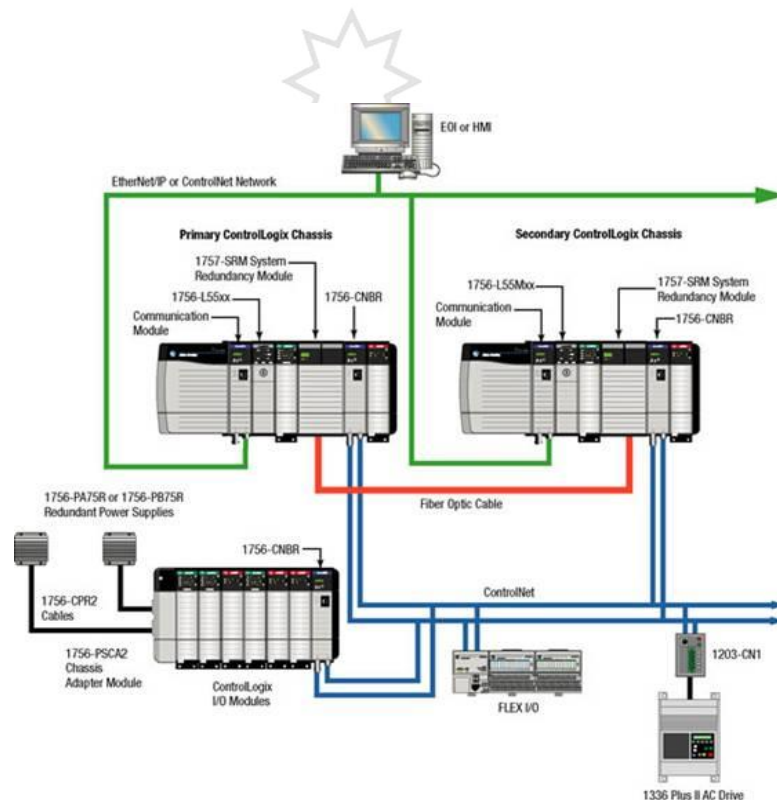 EOI or HMI
EtherNet/IP or ControlNet Network
Primary ControlLogix Chassis
Secondary ControlLogix Chassis
1757-SRM System
Redundancy Module
1756-L55xx
1756-CNBR
Communication
Module
1757-SRM System
Redundancy Module
1756-L55Mxx
1756-CNBR
Communication
Module
Fiber Optic Cable
1756-PA75R or 1756-PB75R
Redundant Power Supplies
1756-CNBR
1756-CPR2
Cables
1756-PSCA2
Chassis
Adapter Module
ControlLogix
I/O Modules
ControlNet
FLEX I/O
1203-CN1
1336 Plus II AC Drive